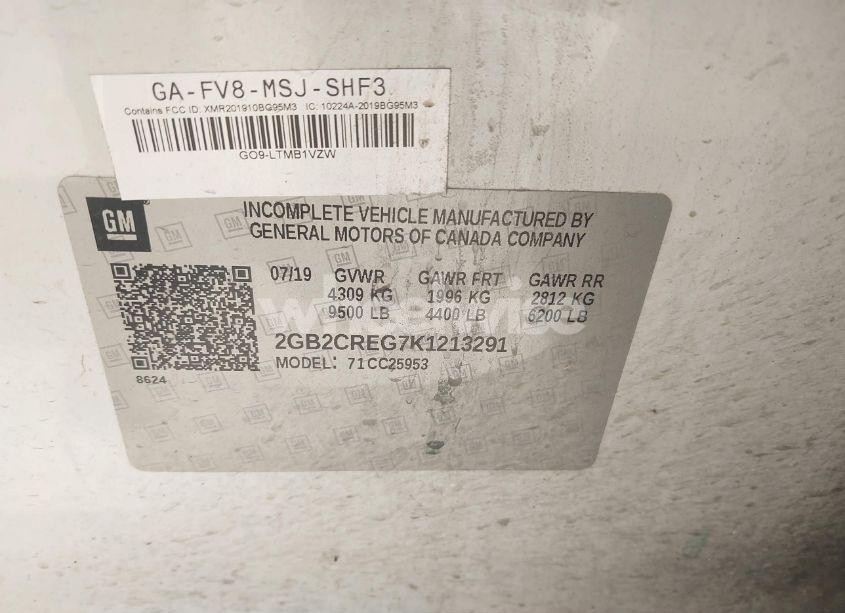 GA-FV8-MSJ-SHF3
Contains FCC ID: XMR201910BG95M3 IC: 10224A-2019BG95M3
GO9-LTMB1VZW
GM
INCOMPLETE VEHICLE MANUFACTURED BY
GENERAL MOTORS OF CANADA COMPANY
07/19 GVWR GAWR FRT GAWR RR
4309 KG 1996 KG 2812 KG
9500 LB 4400 LB 6200 LB
2GB2CREG7K1213291
MODEL: 71CC25953
8624